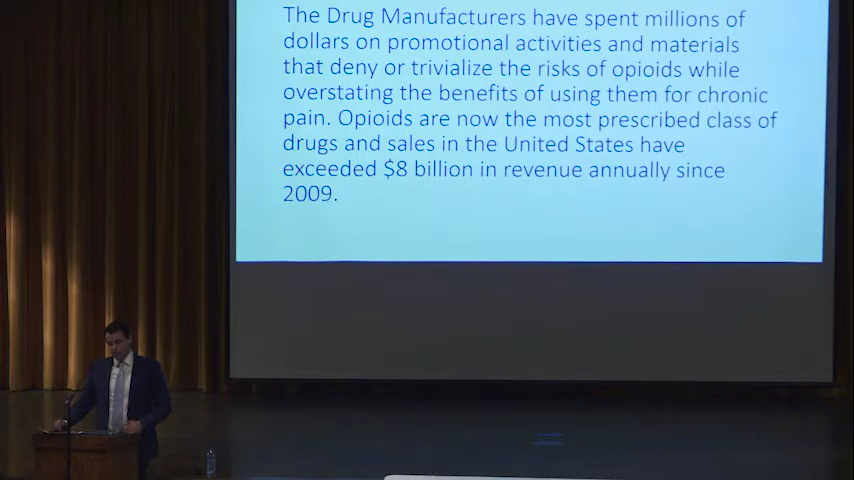 The Drug Manufacturers have spent millions of
dollars on promotional activities and materials
that deny or trivialize the risks of opioids while
overstating the benefits of using them for chronic
pain. Opioids are now the most prescribed class of
drugs and sales in the United States have
exceeded $8 billion in revenue annually since
2009.